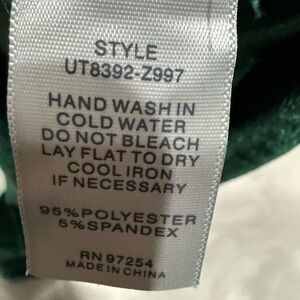 STYLE
UT8392-Z997
HAND WASH IN
COLD WATER
DO NOT BLEACH
LAY FLAT TO DRY
COOL IRON
IF NECESSARY
95% POLYESTER
5% SPANDEX
RN 97254
MADE IN CHINA